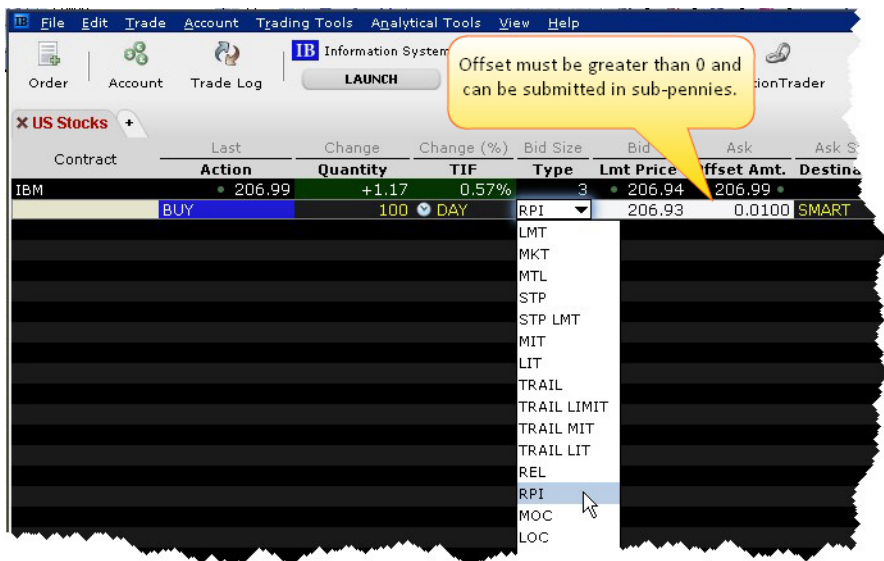 IB File Edit Trade Account Trading Tools Analytical Tools View Help
IB Information System
LAUNCH
Order Account Trade Log
Offset must be greater than 0 and
can be submitted in sub-pennies.
US Stocks +
Contract
Last Change Change (%) Bid Size Bid Ask Ask
Action Quantity TIF Type Lmt Price Amt.
IBM 206.99 +1.17 0.57% 3 206.94 206.99
BUY 100 DAY RPI 206.93 0.0100 SMART
LMT
MKT
MTL
STP
STP LMT
MIT
LIT
TRAIL
TRAIL LIMIT
TRAIL MIT
TRAIL LIT
REL
RPI
MOC
LOC